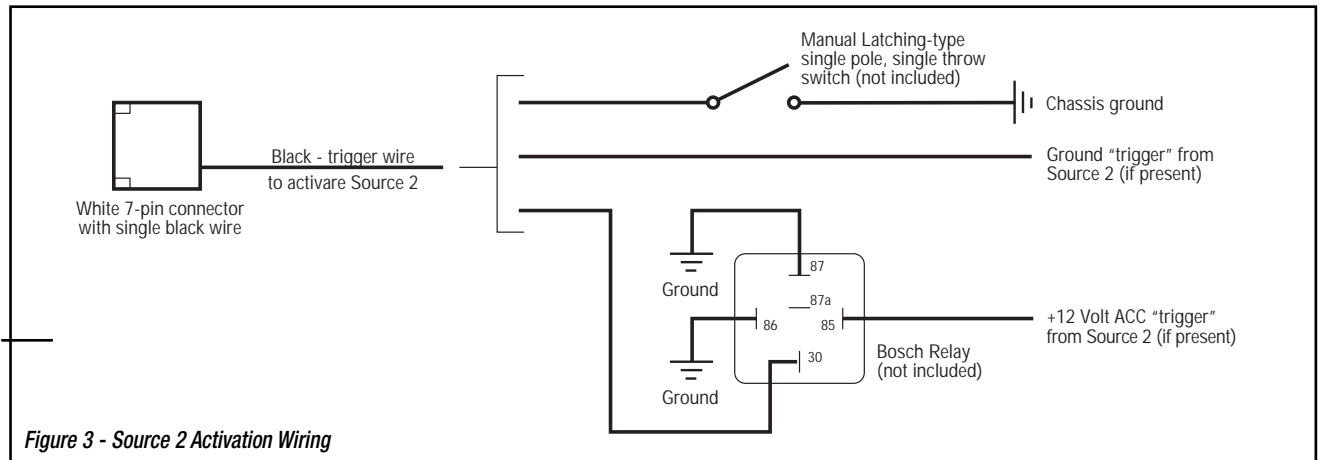 Manual Latching-type
single pole, single throw
switch (not included)
Chassis ground
Black - trigger wire
to activare Source 2
Ground “trigger” from
Source 2 (if present)
White 7-pin connector
with single black wire
87
Ground
87a
86
85
+12 Volt ACC “trigger”
from Source 2 (if present)
30
Bosch Relay
(not included)
Ground
Figure 3 - Source 2 Activation Wiring